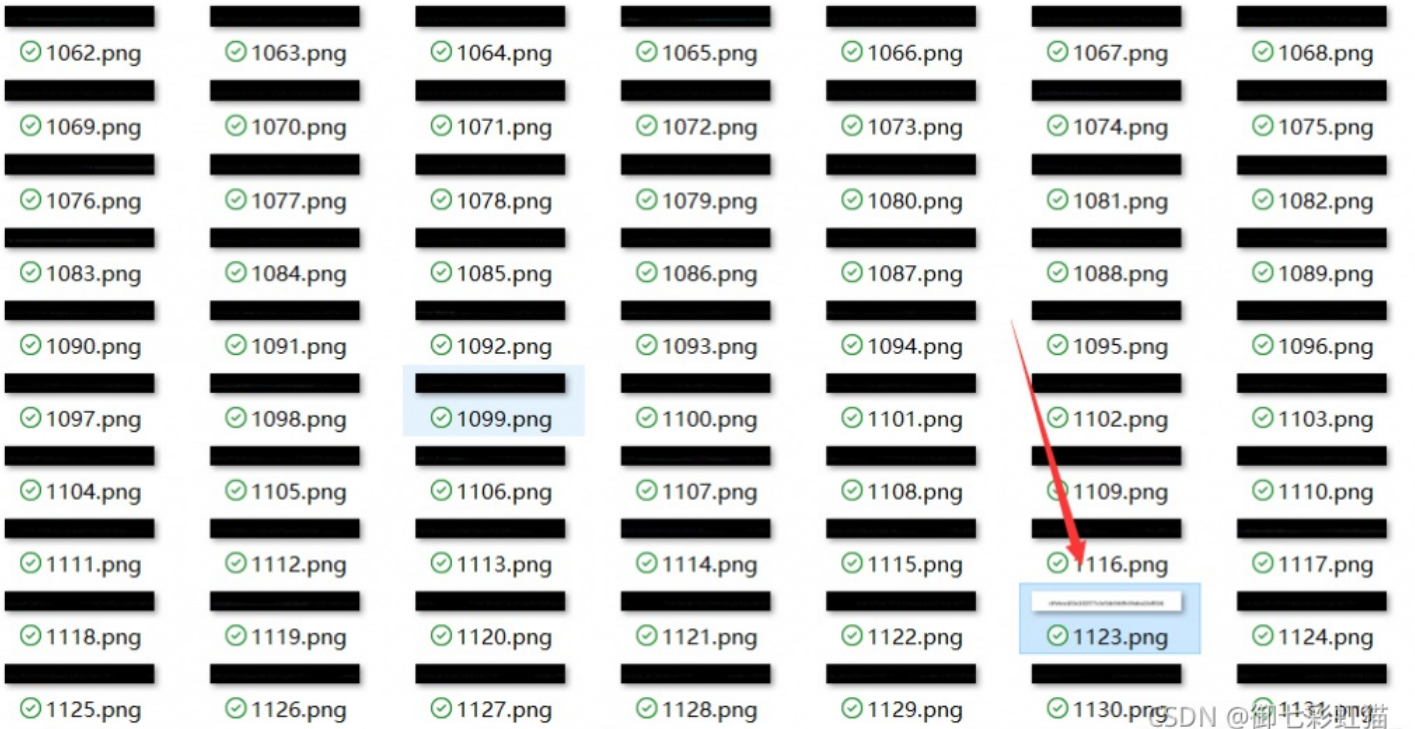 1062.png 1063.png 1064.png 1065.png 1066.png 1067.png 1068.png
1069.png 1070.png 1071.png 1072.png 1073.png 1074.png 1075.png
1076.png 1077.png 1078.png 1079.png 1080.png 1081.png 1082.png
1083.png 1084.png 1085.png 1086.png 1087.png 1088.png 1089.png
1090.png 1091.png 1092.png 1093.png 1094.png 1095.png 1096.png
1097.png 1098.png 1099.png 1100.png 1101.png 1102.png 1103.png
1104.png 1105.png 1106.png 1107.png 1108.png 1109.png 1110.png
1111.png 1112.png 1113.png 1114.png 1115.png 1116.png 1117.png
1118.png 1119.png 1120.png 1121.png 1122.png 1123.png 1124.png
1125.png 1126.png 1127.png 1128.png 1129.png 1130.png 1131.png
CSDN @御七彩虹猫_